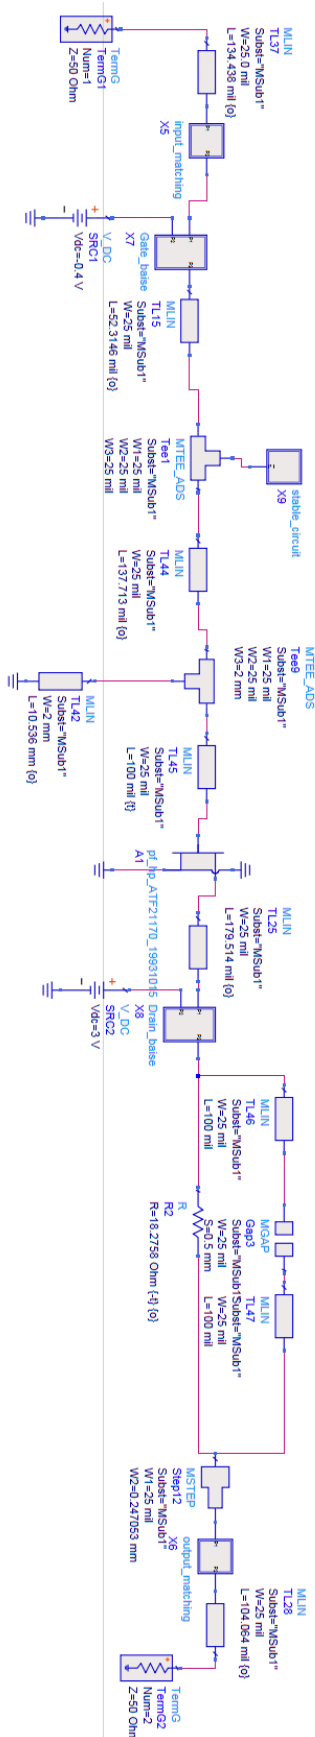 TermG
TermG1
Num=1
Z=50 Ohm
MLIN
TL37
Subst="MSub1"
W=25.0 mil
L=134.438 mil {o}
input_matching
X5
Gate_baise
X7
V_DC
SRC1
Vdc=-0.4 V
MLIN
TL15
Subst="MSub1"
W=25 mil
L=52.3146 mil {o}
MTEE_ADS
Tee1
Subst="MSub1"
W1=25 mil
W2=25 mil
W3=25 mil
stable_circuit
X9
MLIN
TL44
Subst="MSub1"
W=25 mil
L=137.713 mil {o}
MTEE_ADS
Tee9
Subst="MSub1"
W1=25 mil
W2=25 mil
W3=2 mm
MLIN
TL42
Subst="MSub1"
W=2 mm
L=10.536 mm {o}
MLIN
TL45
Subst="MSub1"
W=25 mil
L=100 mil {t}
pf_hp_ATF21170_19931015
A1
MLIN
TL25
Subst="MSub1"
W=25 mil
L=179.514 mil {o}
Drain_baise
X8
V_DC
SRC2
Vdc=3 V
MLIN
TL46
Subst="MSub1"
W=25 mil
L=100 mil
MGAP
Gap3
Subst="MSub1"
W=25 mil
S=0.5 mm
MLIN
TL47
Subst="MSub1"
W=25 mil
L=100 mil
R
R2
R=18.2758 Ohm {-t} {o}
MSTEP
Step12
Subst="MSub1"
W1=25 mil
W2=0.247053 mm
output_matching
X6
MLIN
TL28
Subst="MSub1"
W=25 mil
L=104.064 mil {o}
TermG
TermG2
Num=2
Z=50 Ohm